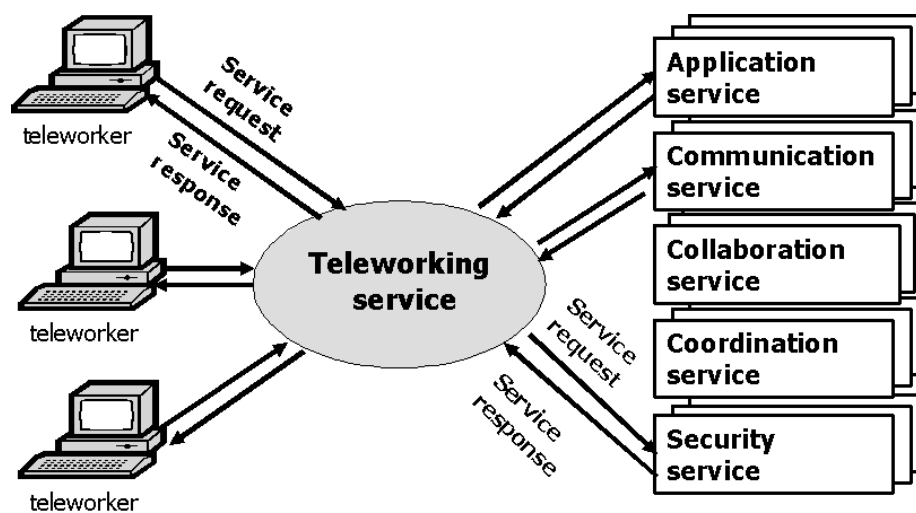 Service
request
Service
response
teleworker
teleworker
teleworker
Teleworking
service
Service
request
Service
response
Application
service
Communication
service
Collaboration
service
Coordination
service
Security
service